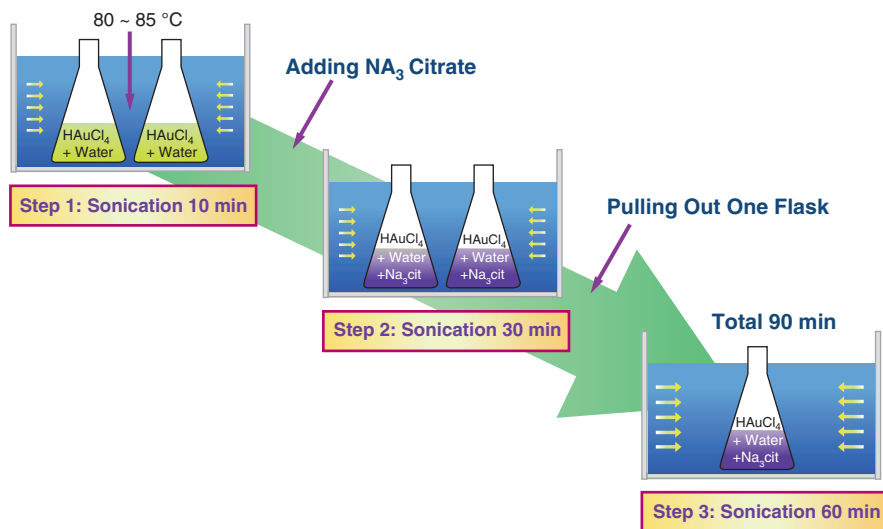 80 ~ 85 °C
HAuCl₄
+ Water
HAuCl₄
+ Water
Step 1: Sonication 10 min
Adding NA₃ Citrate
HAuCl₄
+ Water
+Na₃cit
HAuCl₄
+ Water
+Na₃cit
Step 2: Sonication 30 min
Pulling Out One Flask
Total 90 min
HAuCl₄
+ Water
+Na₃cit
Step 3: Sonication 60 min